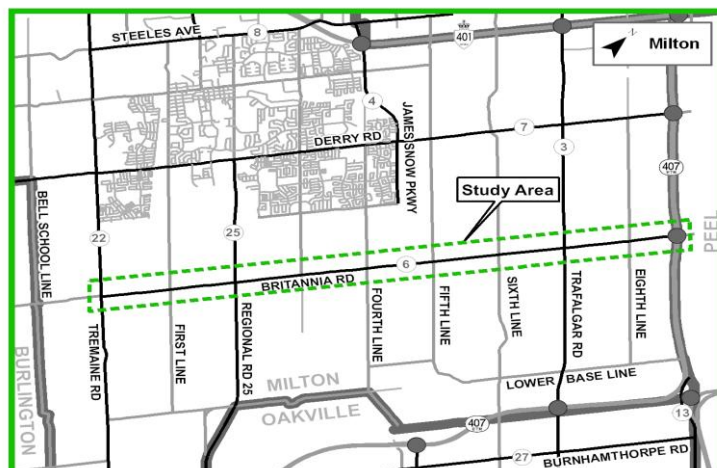 STEELES AVE
8
401
Milton
4
JAMES SNOW PKWY
7
DERRY RD
3
407
PEEL
Study Area
BELL SCHOOL LINE
22
25
6
BRITANNIA RD
TREMAINE RD
FIRST LINE
REGIONAL RD 25
FOURTH LINE
FIFTH LINE
SIXTH LINE
TRAFALGAR RD
EIGHTH LINE
BURLINGTON
MILTON
OAKVILLE
LOWER BASE LINE
407
13
27
BURNHAMTHORPE RD